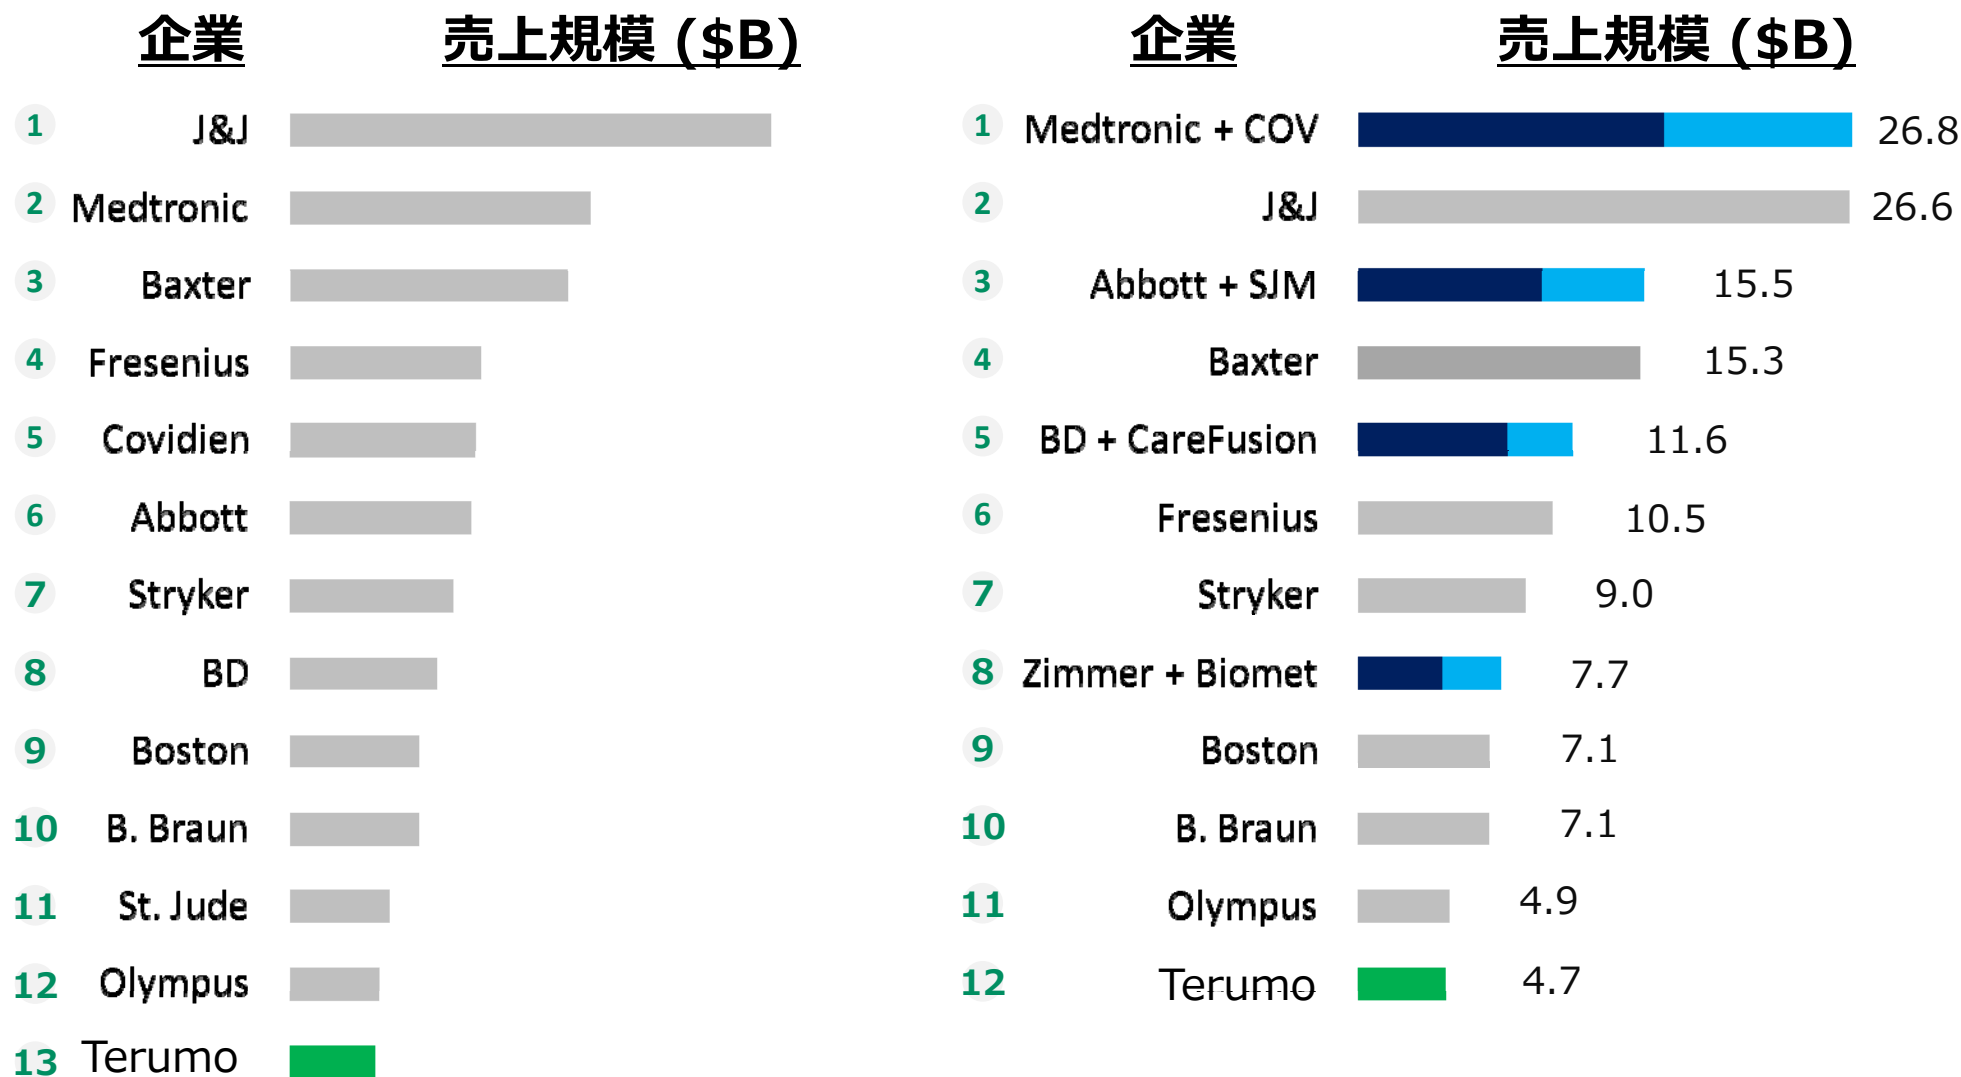 企業 売上規模 ($B)
1 J&J
2 Medtronic
3 Baxter
4 Fresenius
5 Covidien
6 Abbott
7 Stryker
8 BD
9 Boston
10 B. Braun
11 St. Jude
12 Olympus
13 Terumo
企業 売上規模 ($B)
1 Medtronic + COV 26.8
2 J&J 26.6
3 Abbott + SJM 15.5
4 Baxter 15.3
5 BD + CareFusion 11.6
6 Fresenius 10.5
7 Stryker 9.0
8 Zimmer + Biomet 7.7
9 Boston 7.1
10 B. Braun 7.1
11 Olympus 4.9
12 Terumo 4.7